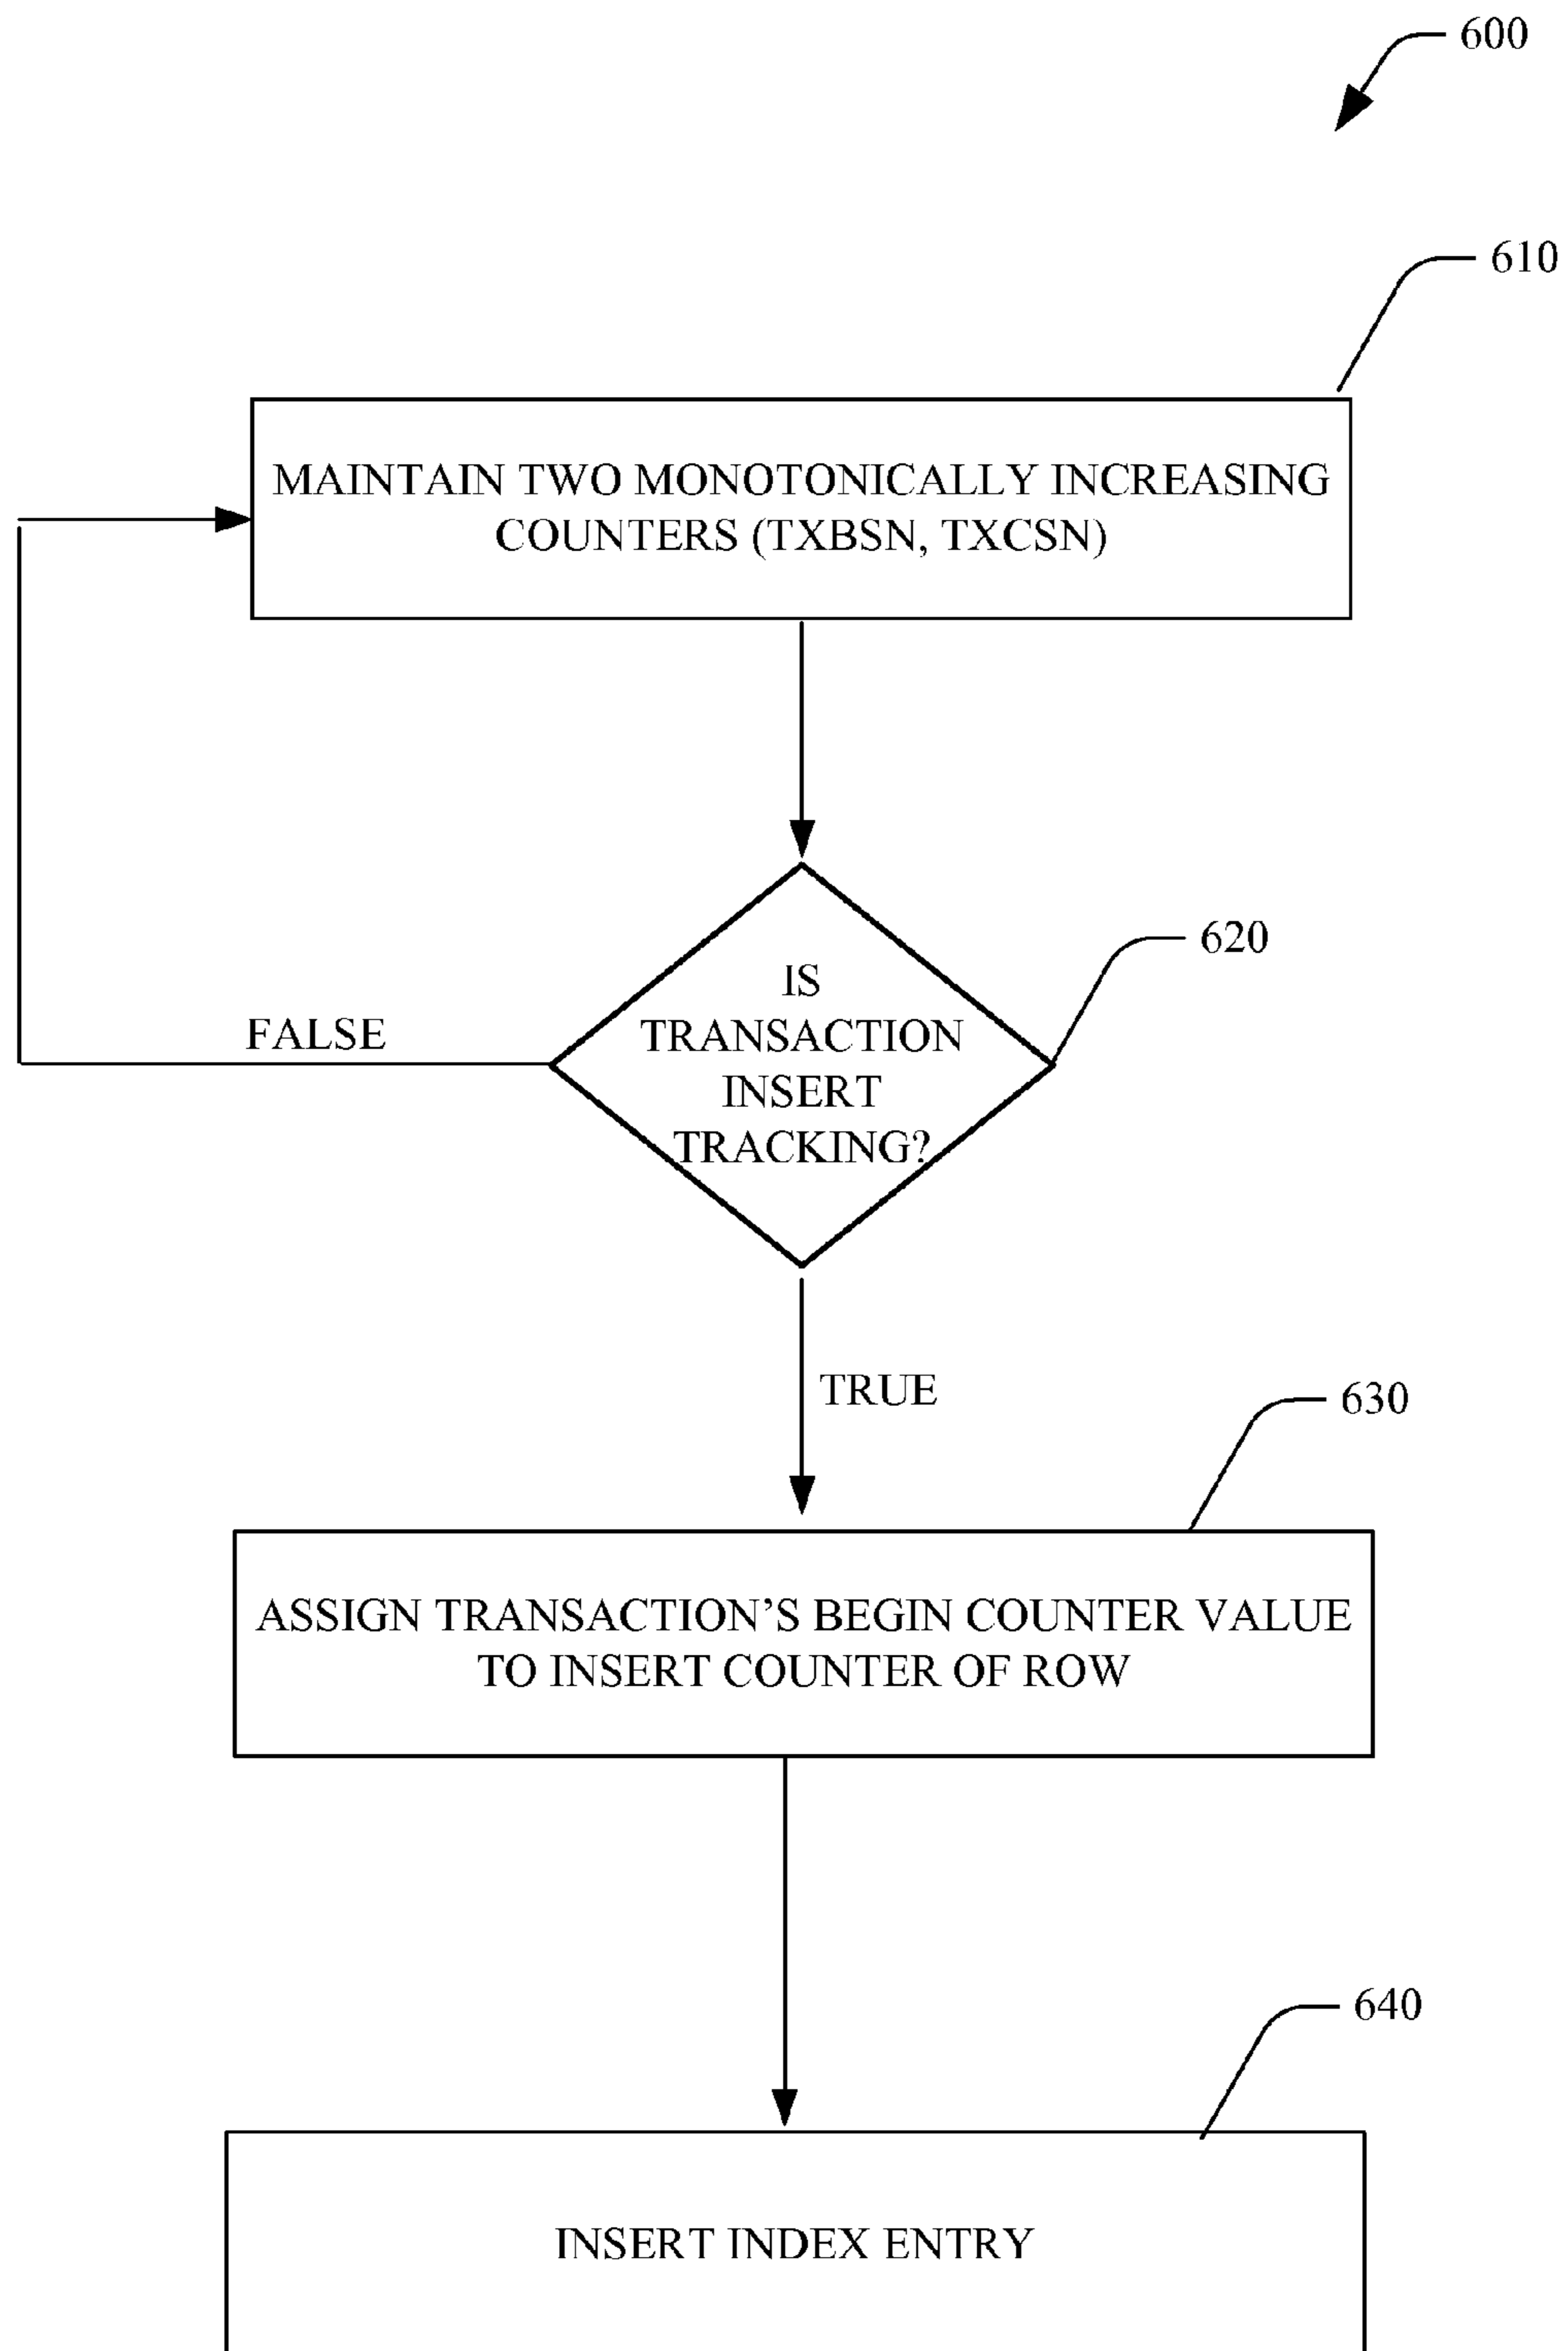 600
610
MAINTAIN TWO MONOTONICALLY INCREASING
COUNTERS (TXBSN, TXCSN)
620
IS
TRANSACTION
INSERT
TRACKING?
FALSE
TRUE
630
ASSIGN TRANSACTION’S BEGIN COUNTER VALUE
TO INSERT COUNTER OF ROW
640
INSERT INDEX ENTRY